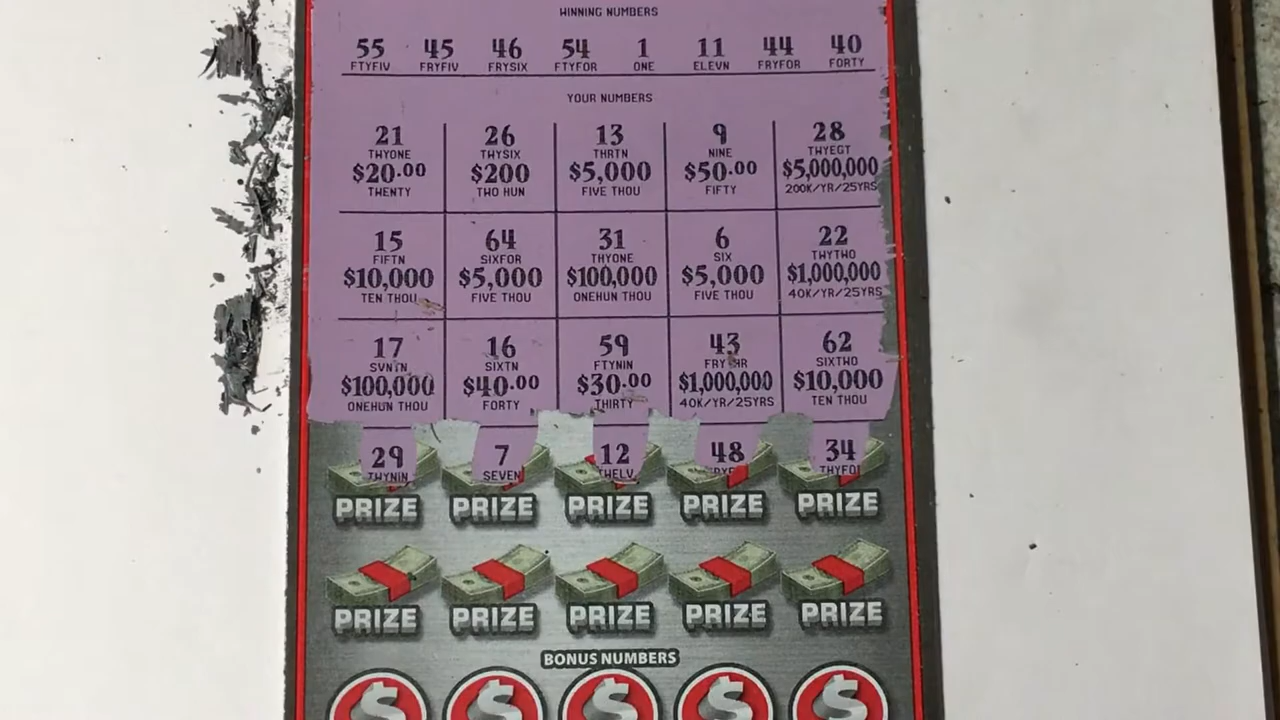 WINNING NUMBERS
55 45 46 54 1 11 44 40
FTYFIV FRYFIV FRYSIX FTYFOR ONE ELEVN FRYFOR FORTY
YOUR NUMBERS
21 26 13 9 28
THYONE THYSIX THRTN NINE THYEGT
$20.00 $200 $5,000 $50.00 $5,000,000
THENTY THO HUN FIVE THOU FIFTY 200K/YR/25YRS
15 64 31 6 22
FIFTN SIXFOR THYONE SIX THYTHO
$10,000 $5,000 $100,000 $5,000 $1,000,000
TEN THOU FIVE THOU ONEHUN THOU FIVE THOU 40K/YR/25YRS
17 16 59 43 62
SVNTN SIXTN FTYNIN SIXTHO
$100,000 $40.00 $30.00 $1,000,000 $10,000
ONEHUN THOU FORTY THIRTY 40K/YR/25YRS TEN THOU
29 7 12 48 34
THYNIN SEVEN
PRIZE PRIZE PRIZE PRIZE PRIZE
PRIZE PRIZE PRIZE PRIZE PRIZE
BONUS NUMBERS